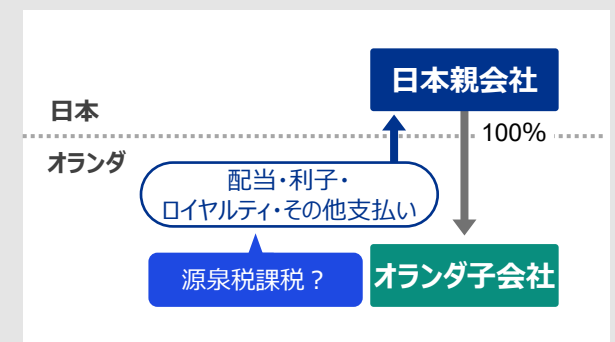 日本親会社
日本
100%
オランダ
配当・利子・
ロイヤルティ・その他支払い
源泉税課税？
オランダ子会社